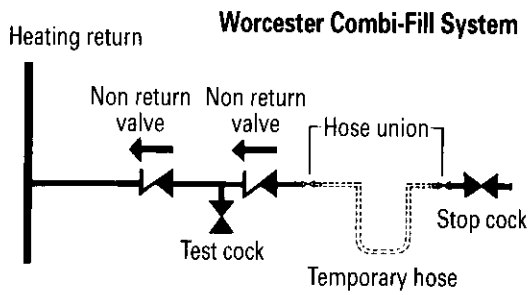 Worcester Combi-Fill System
Heating return
Non return
valve
Non return
valve
Hose union
Test cock
Stop cock
Temporary hose